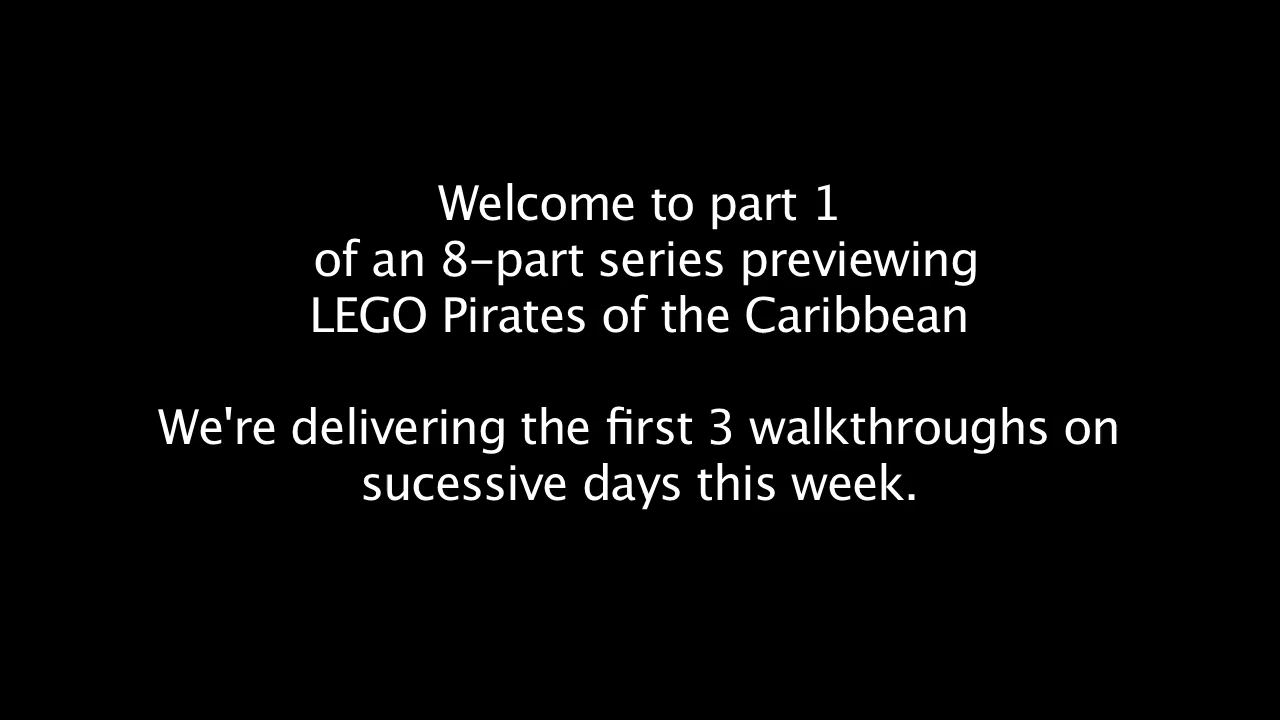 Welcome to part 1
of an 8-part series previewing
LEGO Pirates of the Caribbean
We're delivering the first 3 walkthroughs on
sucessive days this week.